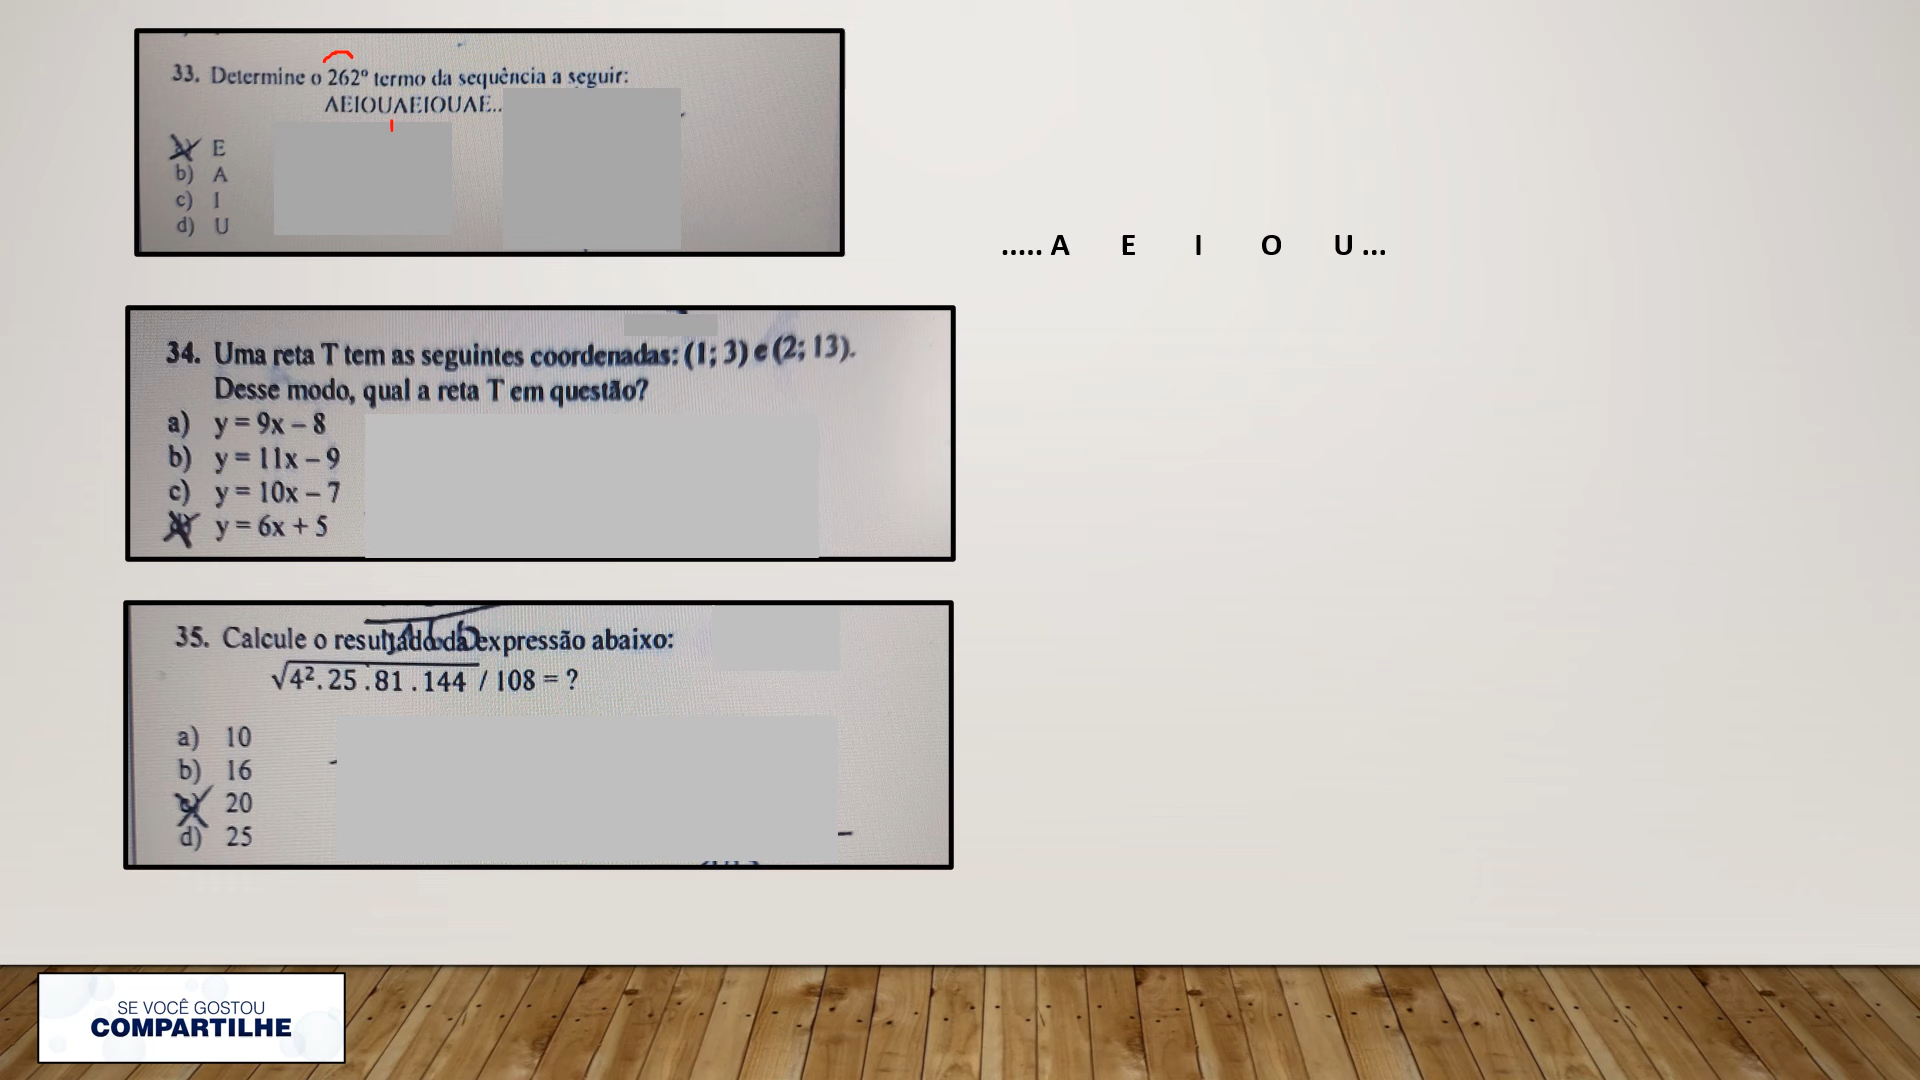 33. Determine o 262º termo da sequência a seguir:
AEIOUAEIOUAE..
a) E
b) A
c) I
d) U
..... A E I O U ...
34. Uma reta T tem as seguintes coordenadas: (1; 3) e (2; 13).
Desse modo, qual a reta T em questão?
a) y = 9x – 8
b) y = 11x – 9
c) y = 10x – 7
y = 6x + 5
35. Calcule o resultado da expressão abaixo:
√4². 25 . 81 . 144 / 108 = ?
a) 10
b) 16
c) 20
d) 25
SE VOCÊ GOSTOU
COMPARTILHE